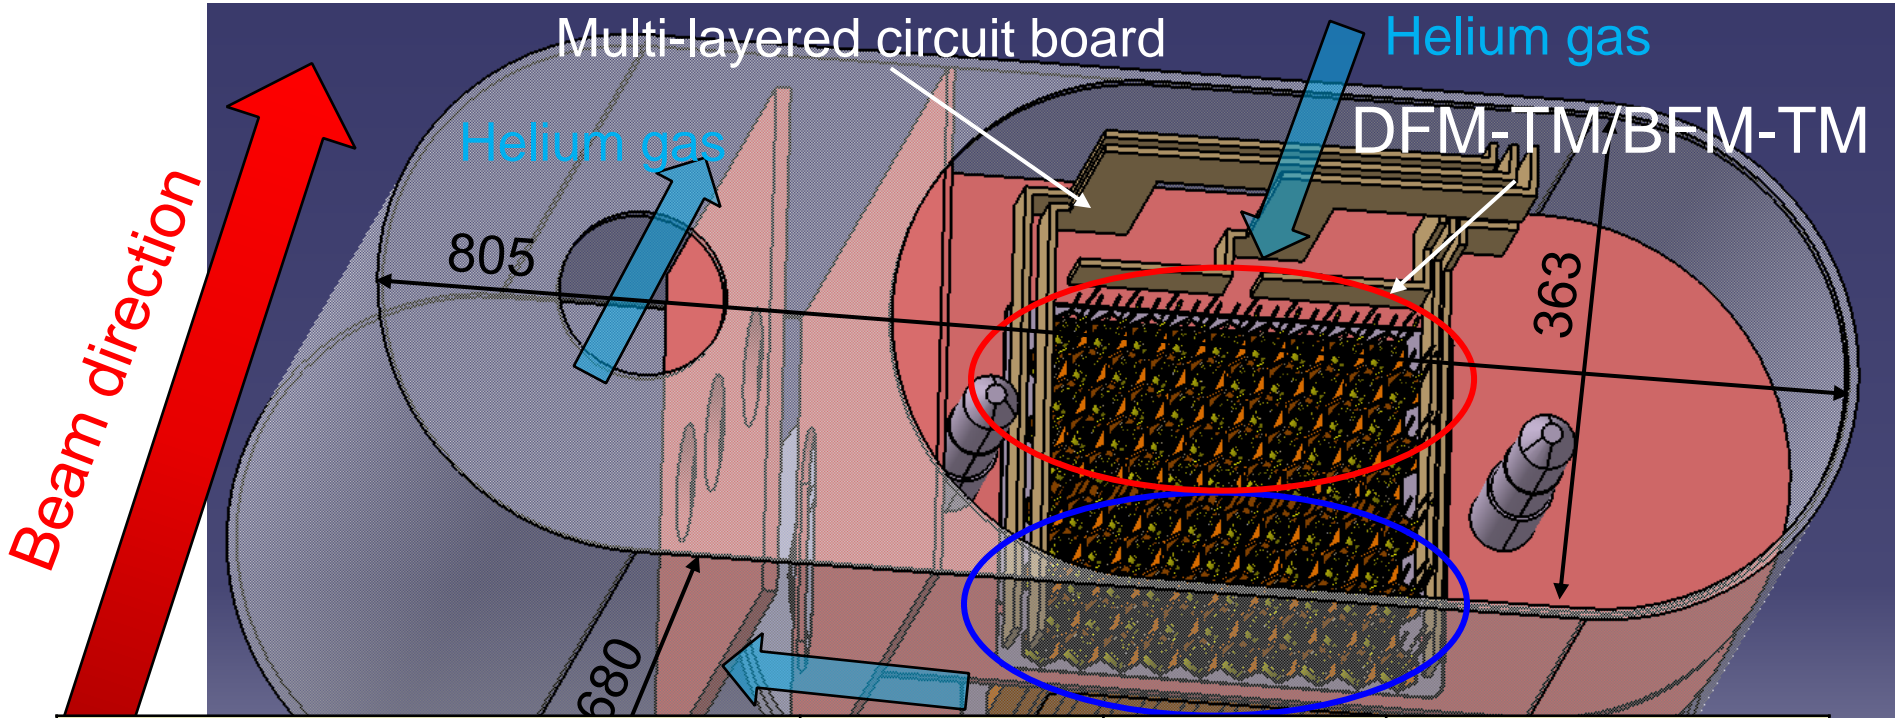 Multi-layered circuit board
Helium gas
DFM-TM/BFM-TM
Helium gas
Beam direction
805
363
680